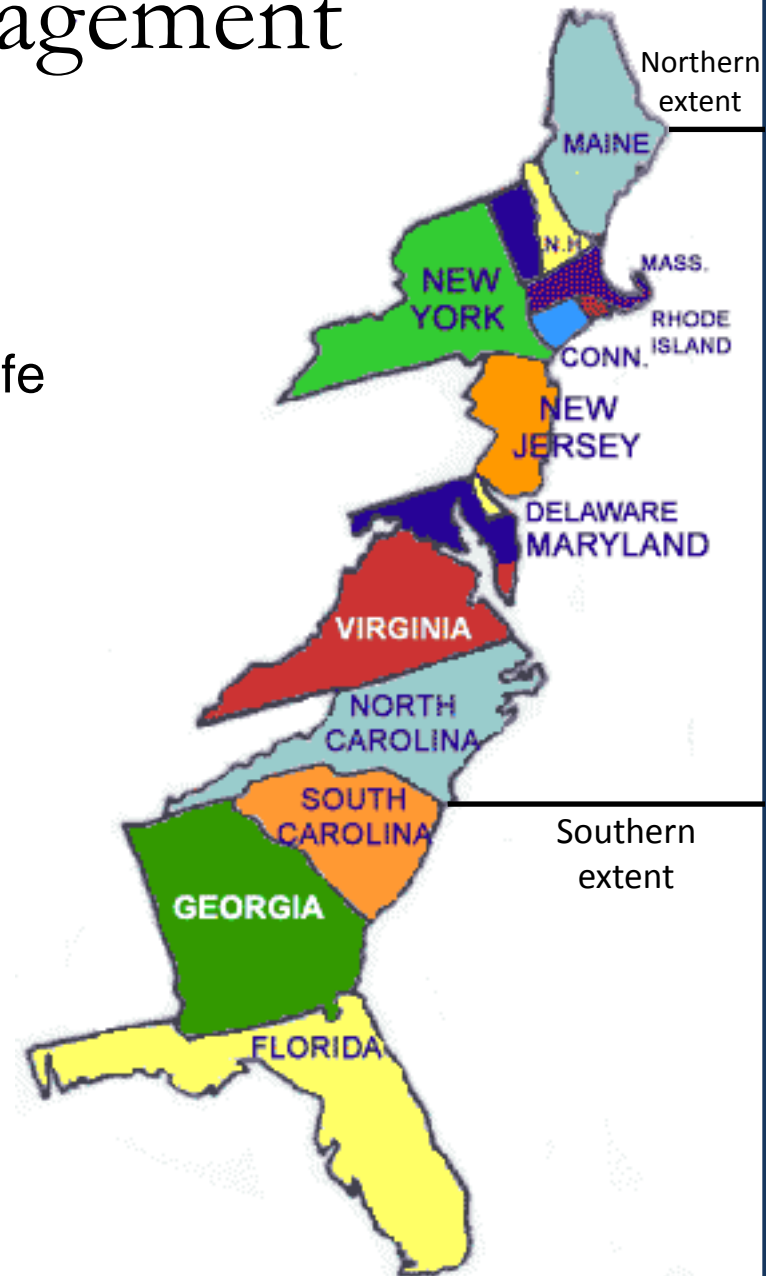 agement
Northern
extent
MAINE
N.H
MASS.
NEW
YORK
RHODE
ISLAND
CONN.
fe
NEW
JERSEY
DELAWARE
MARYLAND
VIRGINIA
NORTH
CAROLINA
SOUTH
CAROLINA
Southern
extent
GEORGIA
FLORIDA